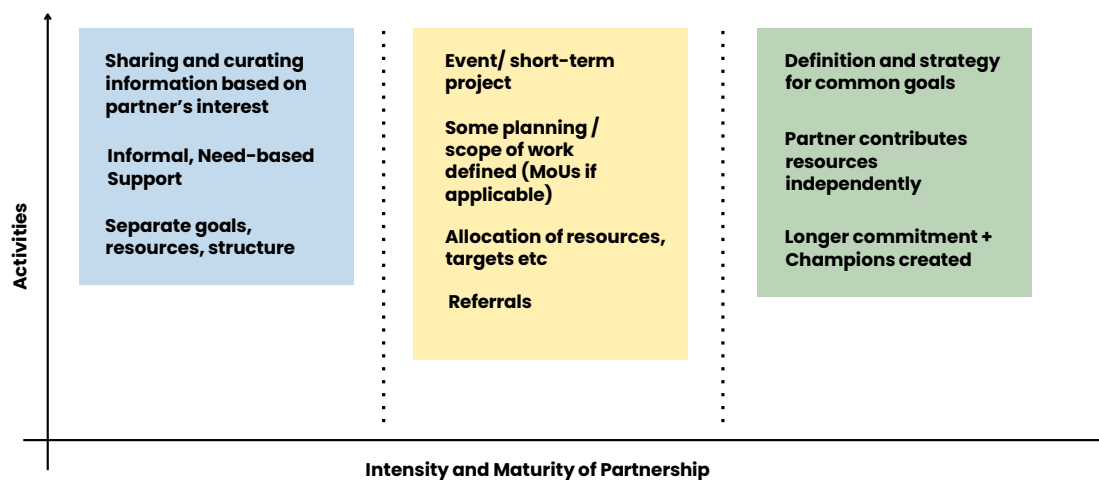 Sharing and curating
information based on
partner's interest
Informal, Need-based
Support
Separate goals,
resources, structure
Event/ short-term
project
Some planning /
scope of work
defined (MoUs if
applicable)
Allocation of resources,
targets etc
Referrals
Definition and strategy
for common goals
Partner contributes
resources
independently
Longer commitment +
Champions created
Activities
Intensity and Maturity of Partnership